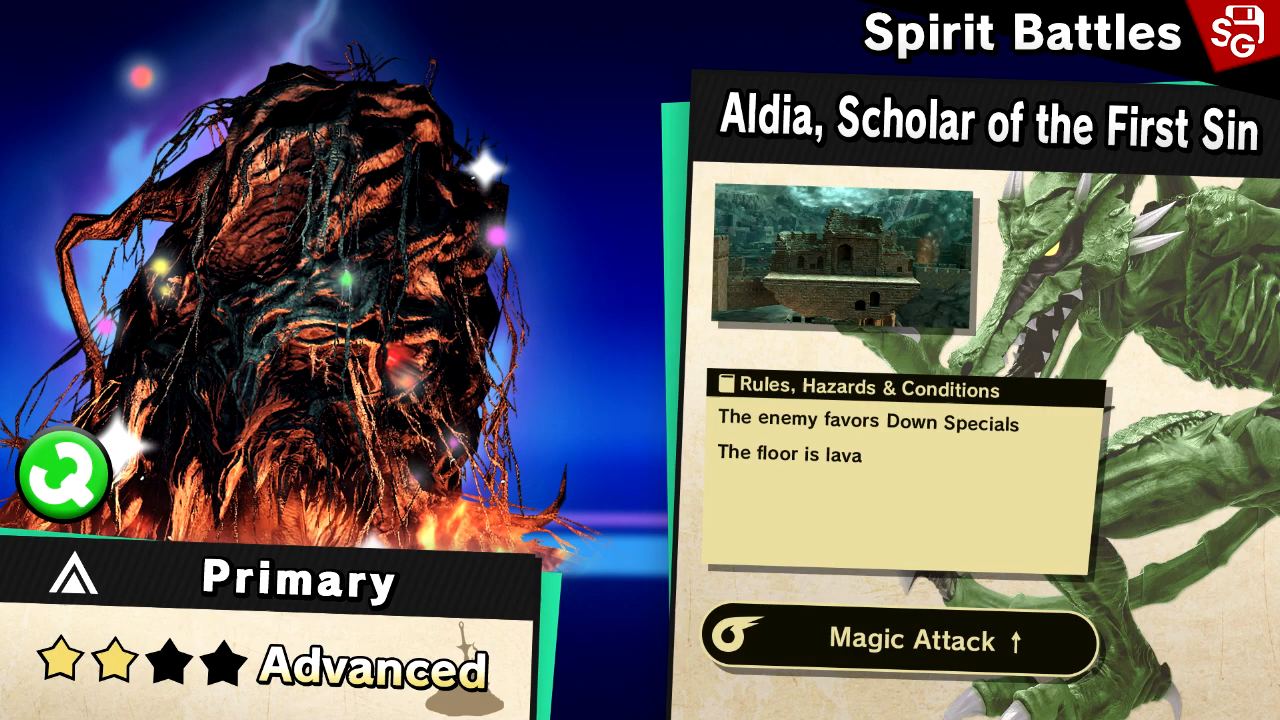 Spirit Battles
SG
Aldia, Scholar of the First Sin
Rules, Hazards & Conditions
The enemy favors Down Specials
The floor is lava
Magic Attack ↑
Primary
Advanced